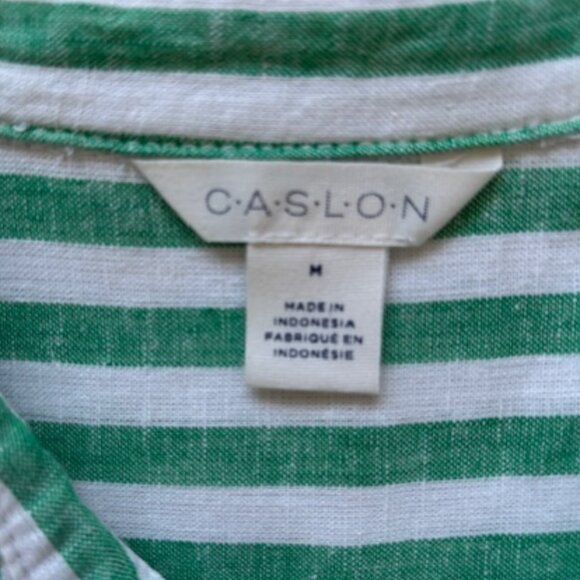 C·A·S·L·O·N
M
MADE IN
INDONESIA
FABRIQUÉ EN
INDONÉSIE